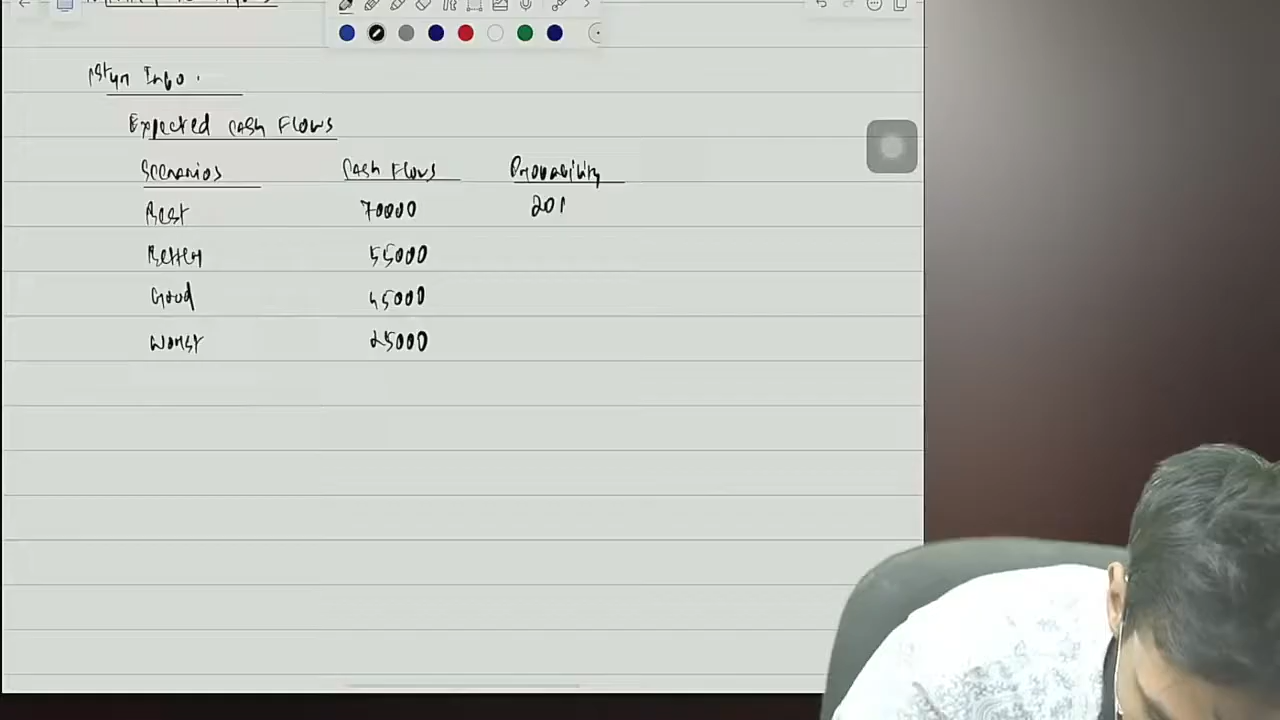 1st yr Info.
Expected Cash Flows
Scenarios Cash Flows Probability
Best 70000 20
Better 55000
Good 45000
Worst 25000